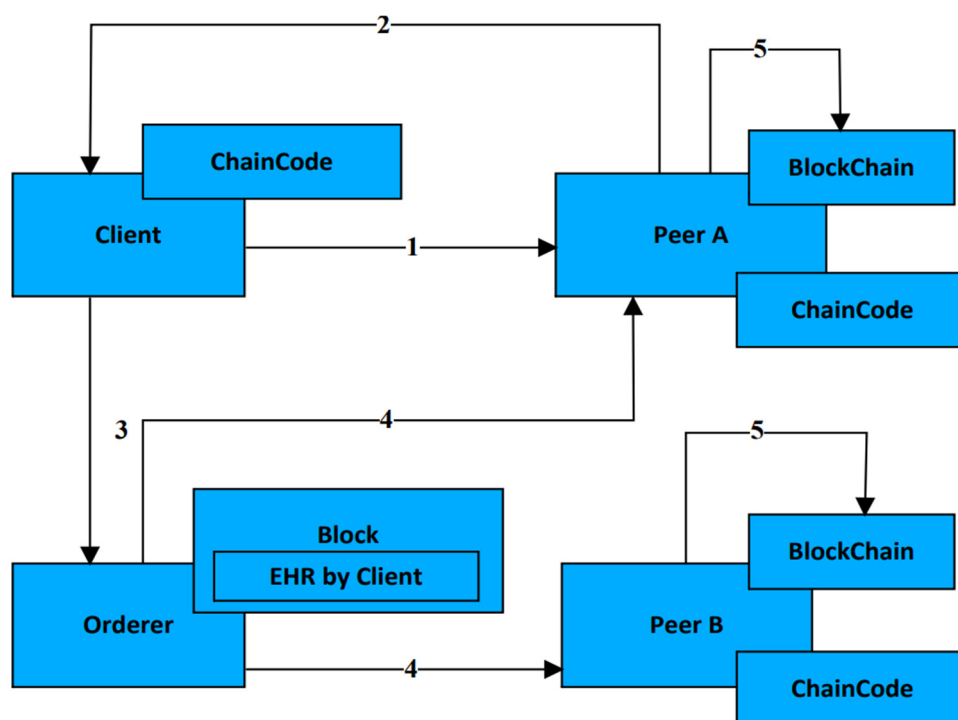 2
5
ChainCode
BlockChain
Client
1
Peer A
ChainCode
3
4
5
Block
EHR by Client
BlockChain
Orderer
Peer B
4
ChainCode